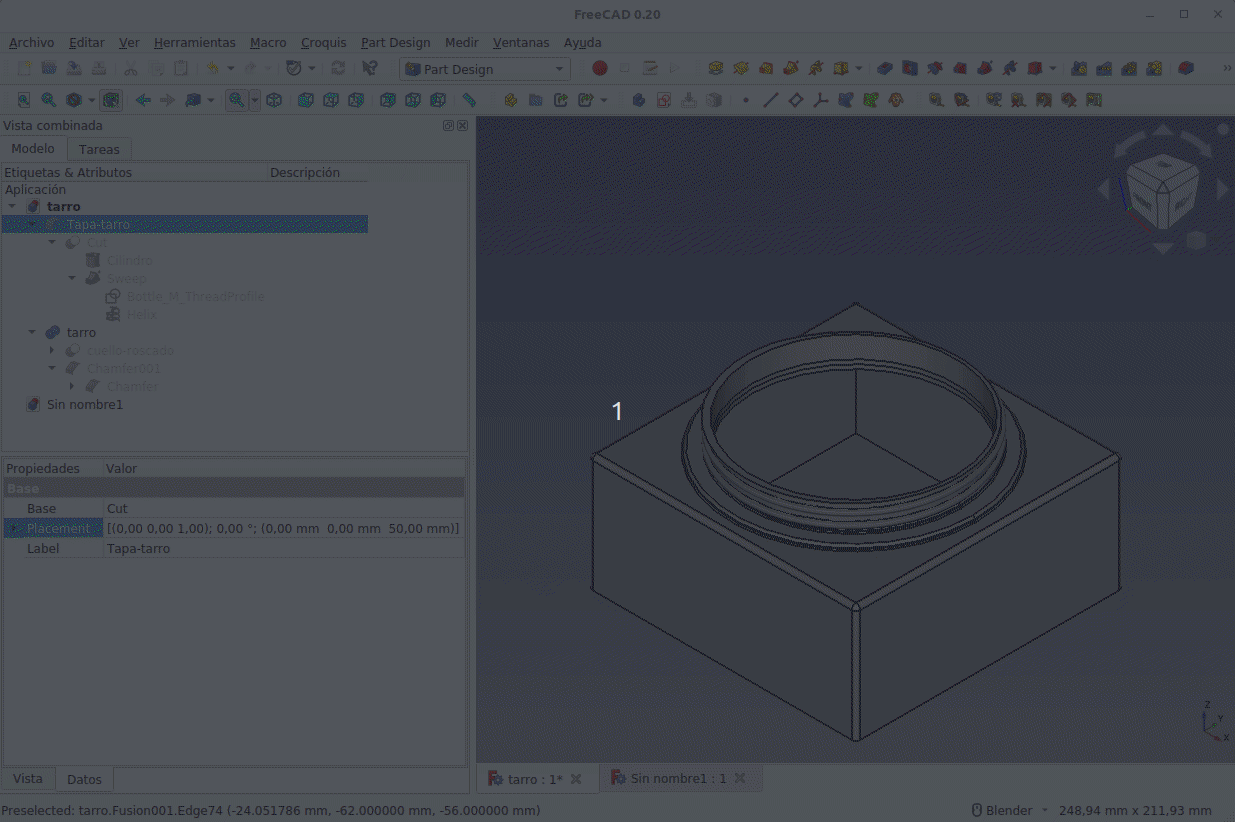 FreeCAD 0.20
Archivo Editar Ver Herramientas Macro Croquis Part Design Medir Ventanas Ayuda
Part Design
Vista combinada
Modelo Tareas
Etiquetas & Atributos Descripción
Aplicación
tarro
Tapa-tarro
Cut
Cilindro
Sweep
Bottle_M_ThreadProfile
Helix
tarro
cuello-roscado
Chamfer001
Chamfer
Sin nombre1
1
Propiedades Valor
Base
Base Cut
Placement [(0,00 0,00 1,00); 0,00 °; (0,00 mm 0,00 mm 50,00 mm)]
Label Tapa-tarro
Z
Y
X
Vista Datos
tarro : 1* Sin nombre1 : 1
Preselected: tarro.Fusion001.Edge74 (-24.051786 mm, -62.000000 mm, -56.000000 mm) Blender 248,94 mm x 211,93 mm